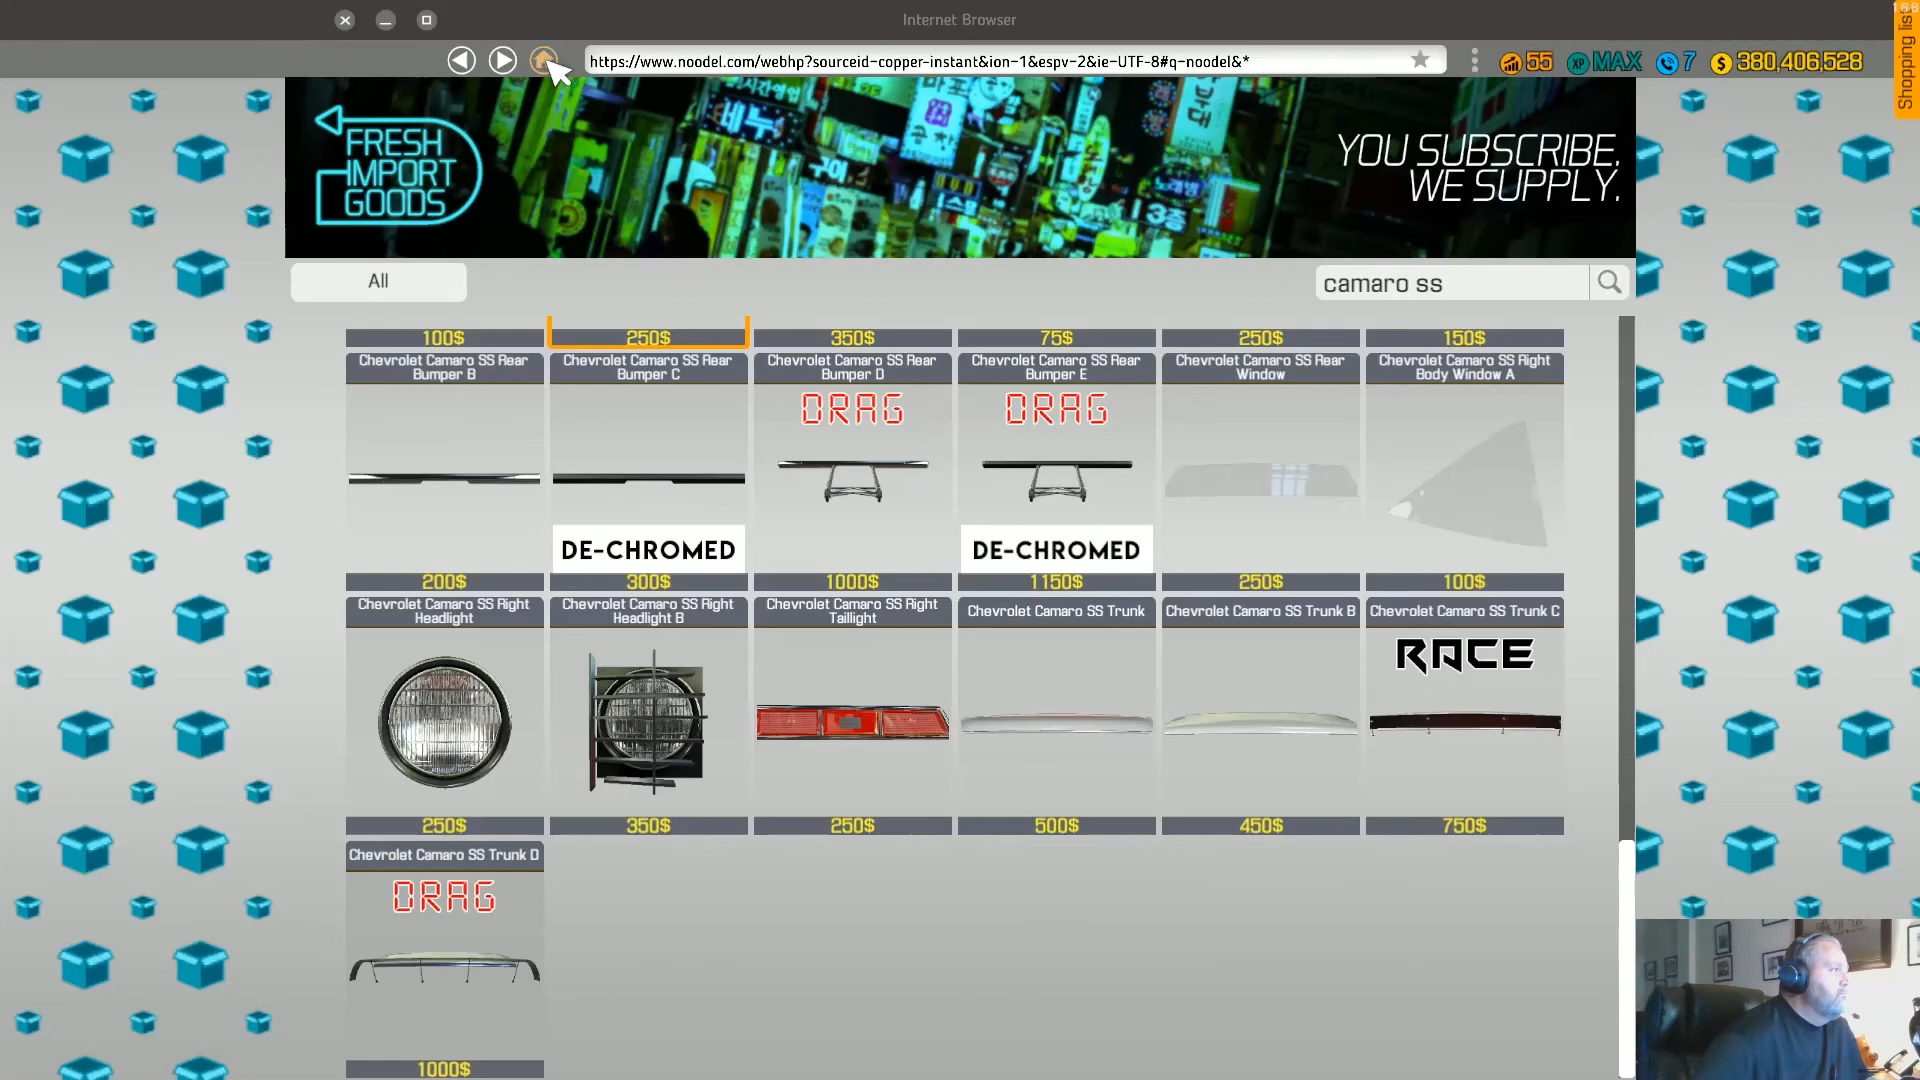 Internet Browser
1.8.8
Shopping list
https://www.noodel.com/webhp?sourceid-copper-instant&ion-1&espv-2&ie-UTF-8#q-noodel&*
55 XP MAX 7 $ 380,406,528
FRESH
IMPORT
GOODS
YOU SUBSCRIBE.
WE SUPPLY.
All
camaro ss
100$ 250$ 350$ 75$ 250$ 150$
Chevrolet Camaro SS Rear Bumper B
Chevrolet Camaro SS Rear Bumper C
Chevrolet Camaro SS Rear Bumper D
Chevrolet Camaro SS Rear Bumper E
Chevrolet Camaro SS Rear Window
Chevrolet Camaro SS Right Body Window A
DRAG
DRAG
DE-CHROMED
DE-CHROMED
200$ 300$ 1000$ 1150$ 250$ 100$
Chevrolet Camaro SS Right Headlight
Chevrolet Camaro SS Right Headlight B
Chevrolet Camaro SS Right Taillight
Chevrolet Camaro SS Trunk
Chevrolet Camaro SS Trunk B
Chevrolet Camaro SS Trunk C
RACE
250$ 350$ 250$ 500$ 450$ 750$
Chevrolet Camaro SS Trunk D
DRAG
1000$